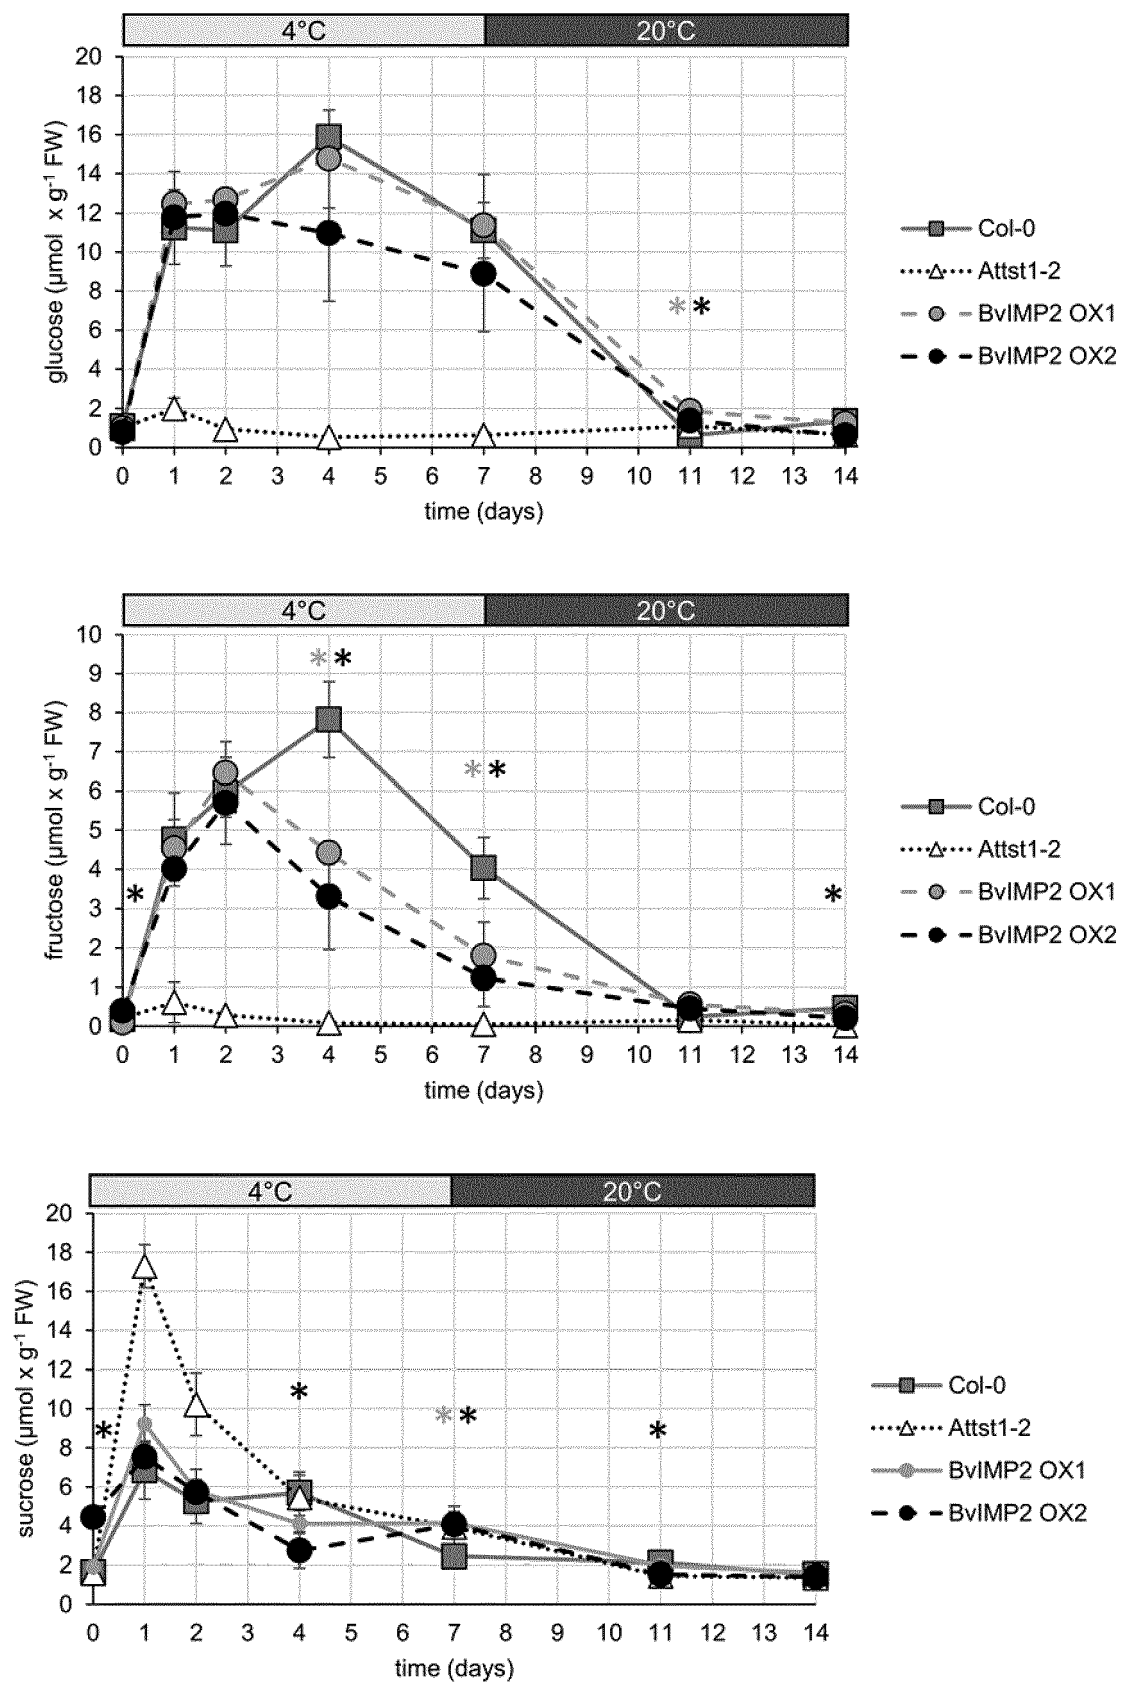 4°C 20°C
20
18
16
14
12
10
8
6
4
2
0
glucose (µmol x g⁻¹ FW)
* *
0 1 2 3 4 5 6 7 8 9 10 11 12 13 14
time (days)
Col-0
Attst1-2
BvIMP2 OX1
BvIMP2 OX2
4°C 20°C
10
9
8
7
6
5
4
3
2
1
0
fructose (µmol x g⁻¹ FW)
* *
* *
*
*
0 1 2 3 4 5 6 7 8 9 10 11 12 13 14
time (days)
Col-0
Attst1-2
BvIMP2 OX1
BvIMP2 OX2
4°C 20°C
20
18
16
14
12
10
8
6
4
2
0
sucrose (µmol x g⁻¹ FW)
*
* *
*
*
0 1 2 3 4 5 6 7 8 9 10 11 12 13 14
time (days)
Col-0
Attst1-2
BvIMP2 OX1
BvIMP2 OX2